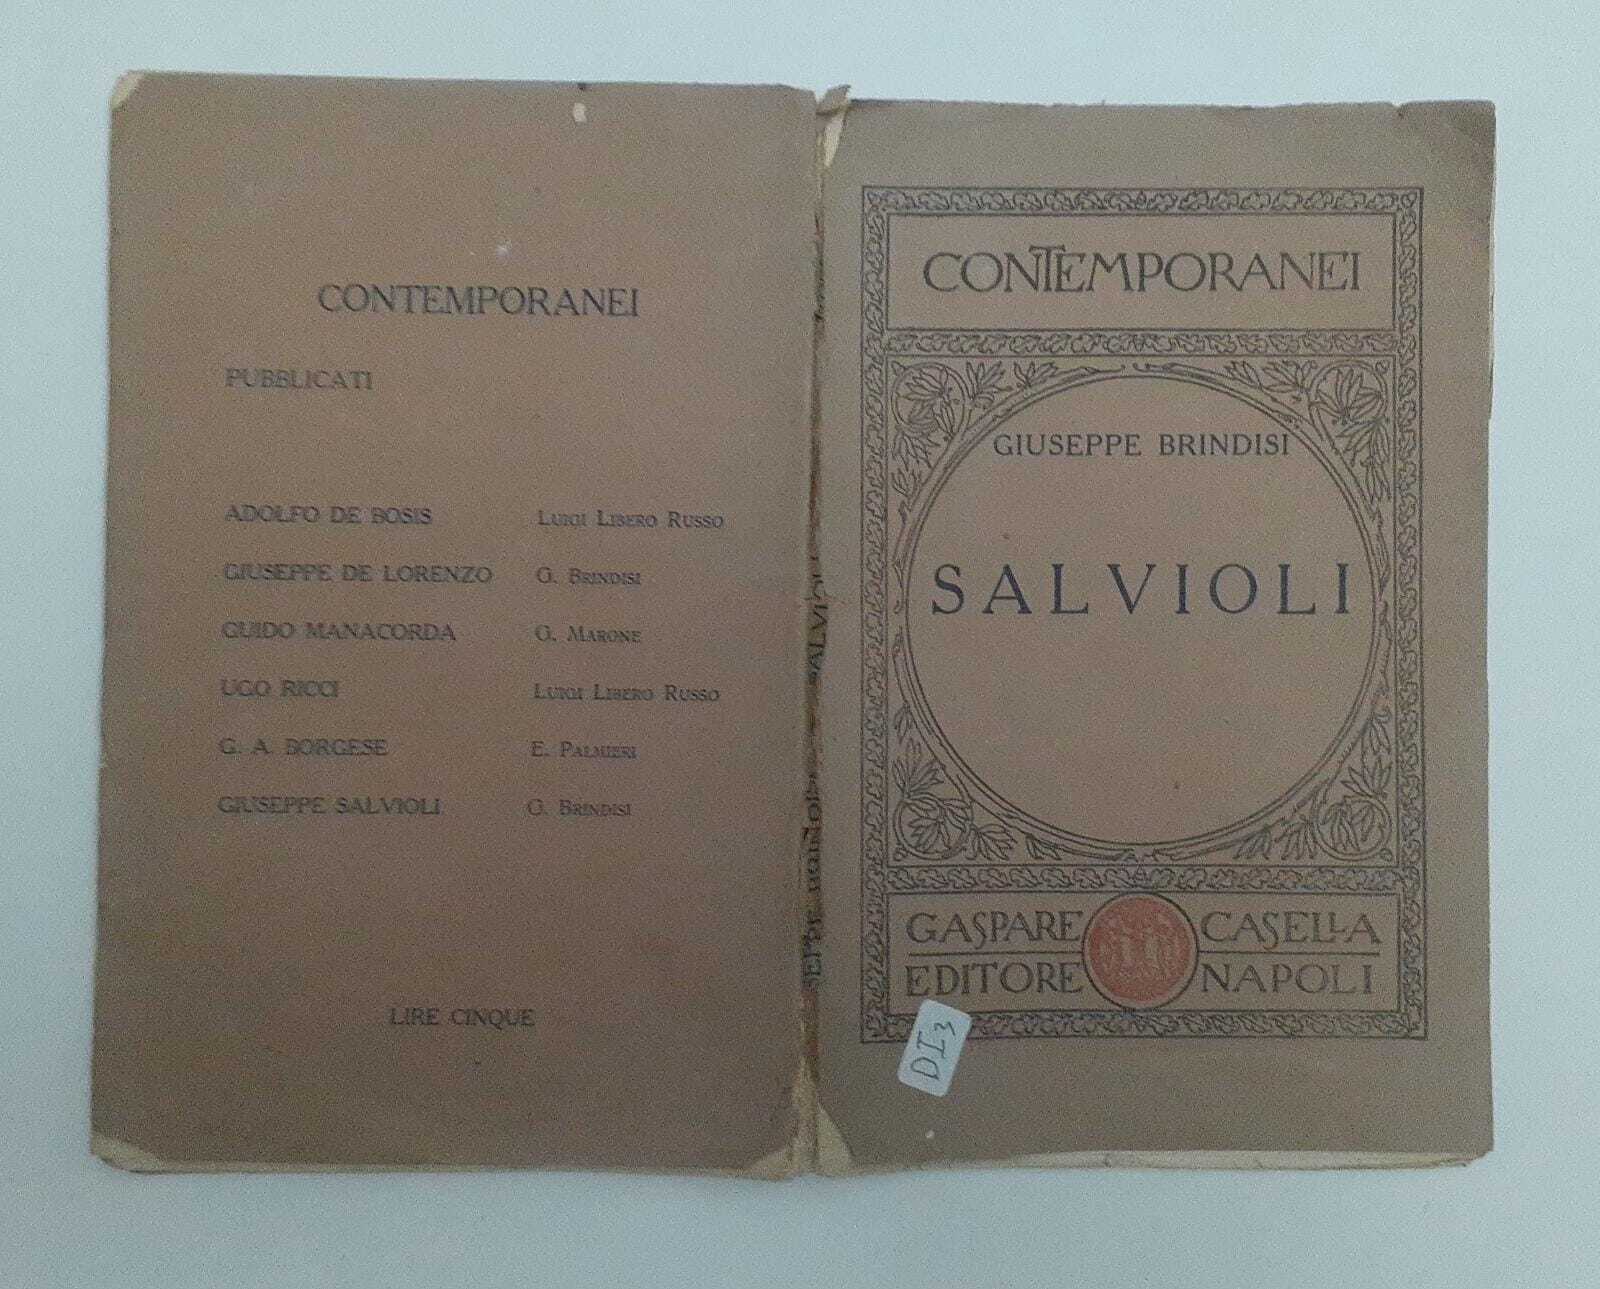 CONTEMPORANEI
PUBBLICATI
ADOLFO DE BOSIS LUIGI LIBERO RUSSO
GIUSEPPE DE LORENZO G. BRINDISI
GUIDO MANACORDA G. MARONE
UGO RICCI LUIGI LIBERO RUSSO
G. A. BORGESE E. PALMIERI
GIUSEPPE SALVIOLI G. BRINDISI
LIRE CINQUE
SALVIOLI
CONTEMPORANEI
GIUSEPPE BRINDISI
SALVIOLI
GASPARE CASELLA
EDITORE NAPOLI
DI3